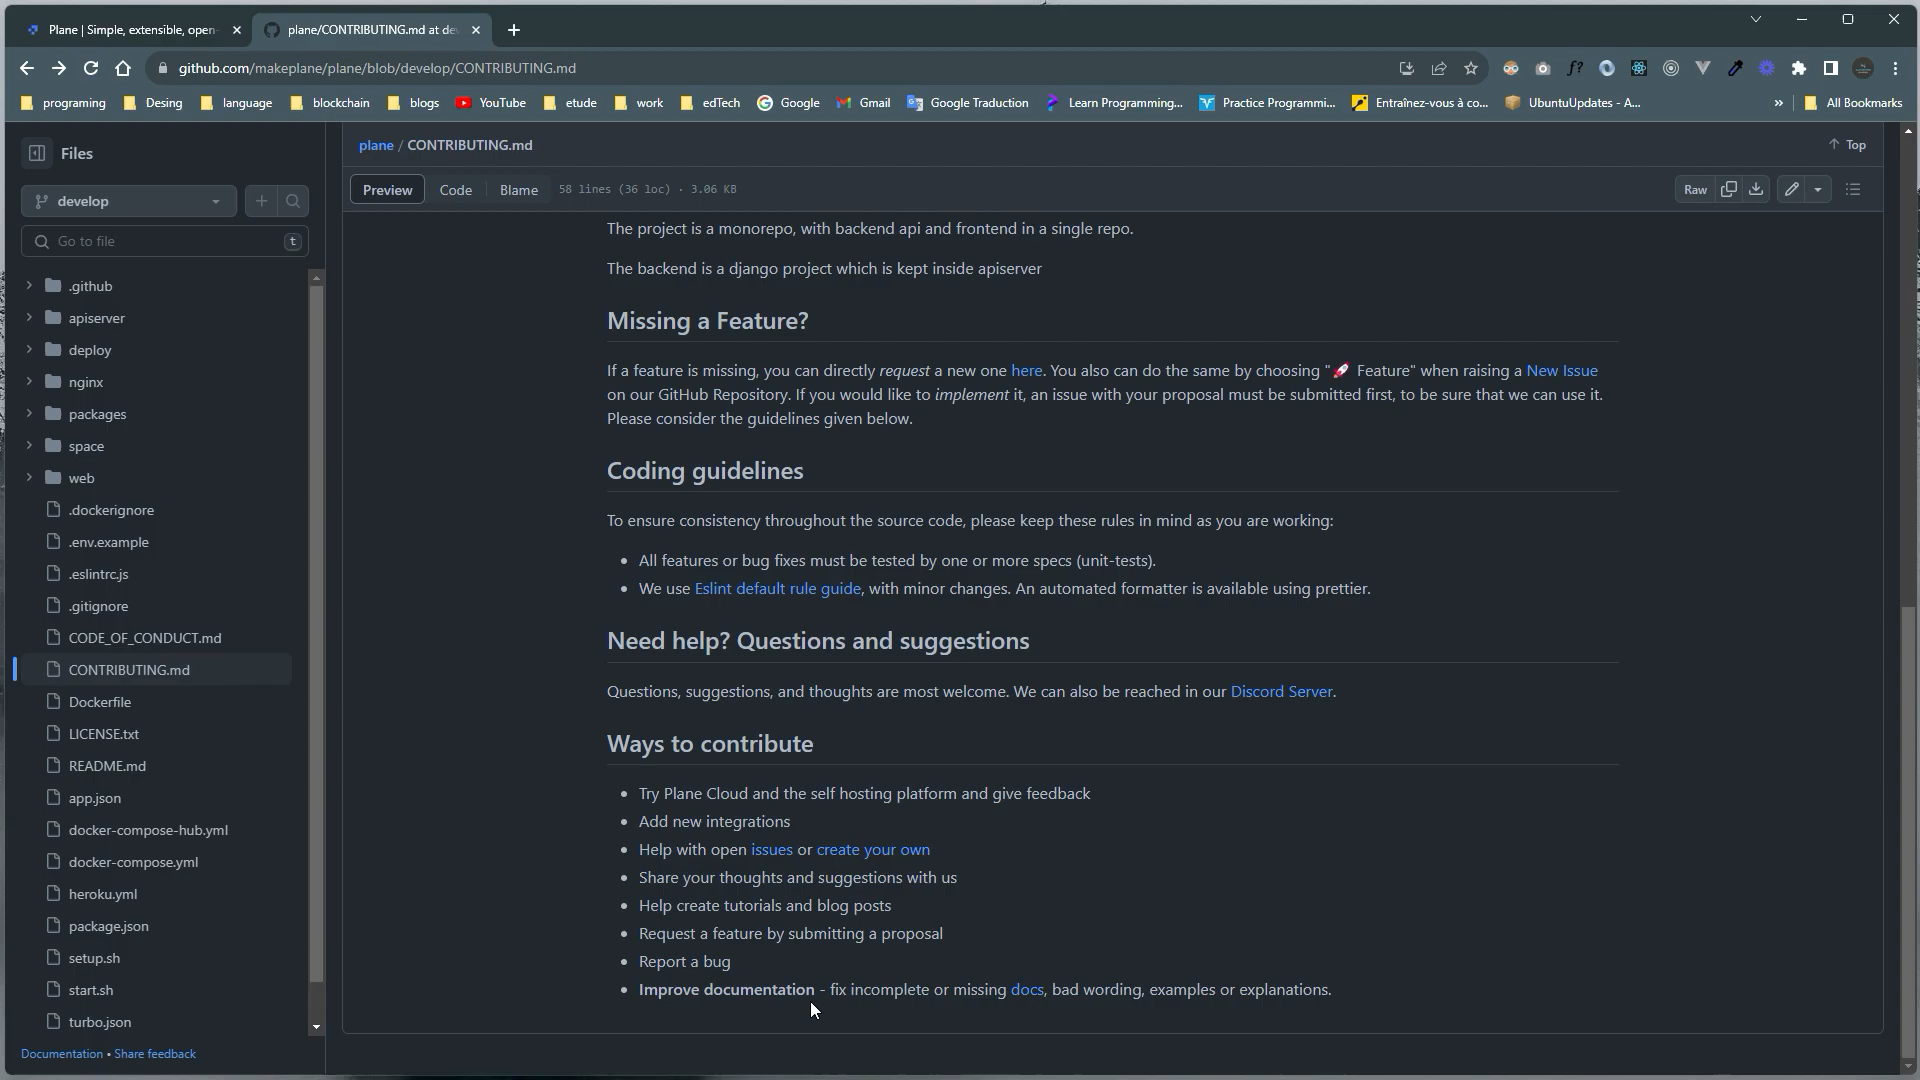 Plane | Simple, extensible, open-
plane/CONTRIBUTING.md at de
github.com/makeplane/plane/blob/develop/CONTRIBUTING.md
f?
programing
Desing
language
blockchain
blogs
YouTube
etude
work
edTech
Google
Gmail
Google Traduction
Learn Programming...
Practice Programmi...
Entraînez-vous à co...
UbuntuUpdates - A...
»
All Bookmarks
Files
develop
Go to file
t
.github
apiserver
deploy
nginx
packages
space
web
.dockerignore
.env.example
.eslintrc.js
.gitignore
CODE_OF_CONDUCT.md
CONTRIBUTING.md
Dockerfile
LICENSE.txt
README.md
app.json
docker-compose-hub.yml
docker-compose.yml
heroku.yml
package.json
setup.sh
start.sh
turbo.json
Documentation • Share feedback
plane / CONTRIBUTING.md
Top
Preview
Code
Blame
58 lines (36 loc) · 3.06 KB
Raw
The project is a monorepo, with backend api and frontend in a single repo.
The backend is a django project which is kept inside apiserver
Missing a Feature?
If a feature is missing, you can directly request a new one here. You also can do the same by choosing "🚀 Feature" when raising a New Issue
on our GitHub Repository. If you would like to implement it, an issue with your proposal must be submitted first, to be sure that we can use it.
Please consider the guidelines given below.
Coding guidelines
To ensure consistency throughout the source code, please keep these rules in mind as you are working:
• All features or bug fixes must be tested by one or more specs (unit-tests).
• We use Eslint default rule guide, with minor changes. An automated formatter is available using prettier.
Need help? Questions and suggestions
Questions, suggestions, and thoughts are most welcome. We can also be reached in our Discord Server.
Ways to contribute
• Try Plane Cloud and the self hosting platform and give feedback
• Add new integrations
• Help with open issues or create your own
• Share your thoughts and suggestions with us
• Help create tutorials and blog posts
• Request a feature by submitting a proposal
• Report a bug
• Improve documentation - fix incomplete or missing docs, bad wording, examples or explanations.